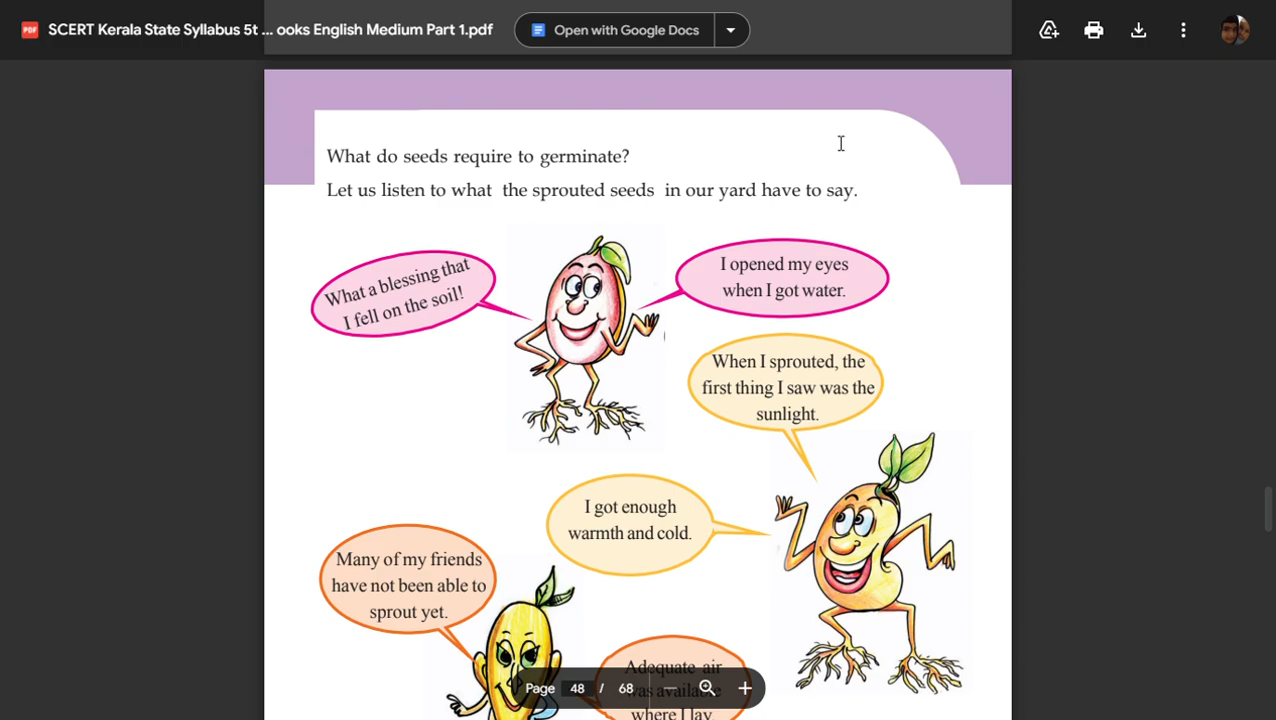 SCERT Kerala State Syllabus 5t ... ooks English Medium Part 1.pdf
Open with Google Docs
What do seeds require to germinate?
Let us listen to what the sprouted seeds in our yard have to say.
What a blessing that
I fell on the soil!
I opened my eyes
when I got water.
When I sprouted, the
first thing I saw was the
sunlight.
I got enough
warmth and cold.
Many of my friends
have not been able to
sprout yet.
Adequate air
was available
where I lay
Page 48 / 68